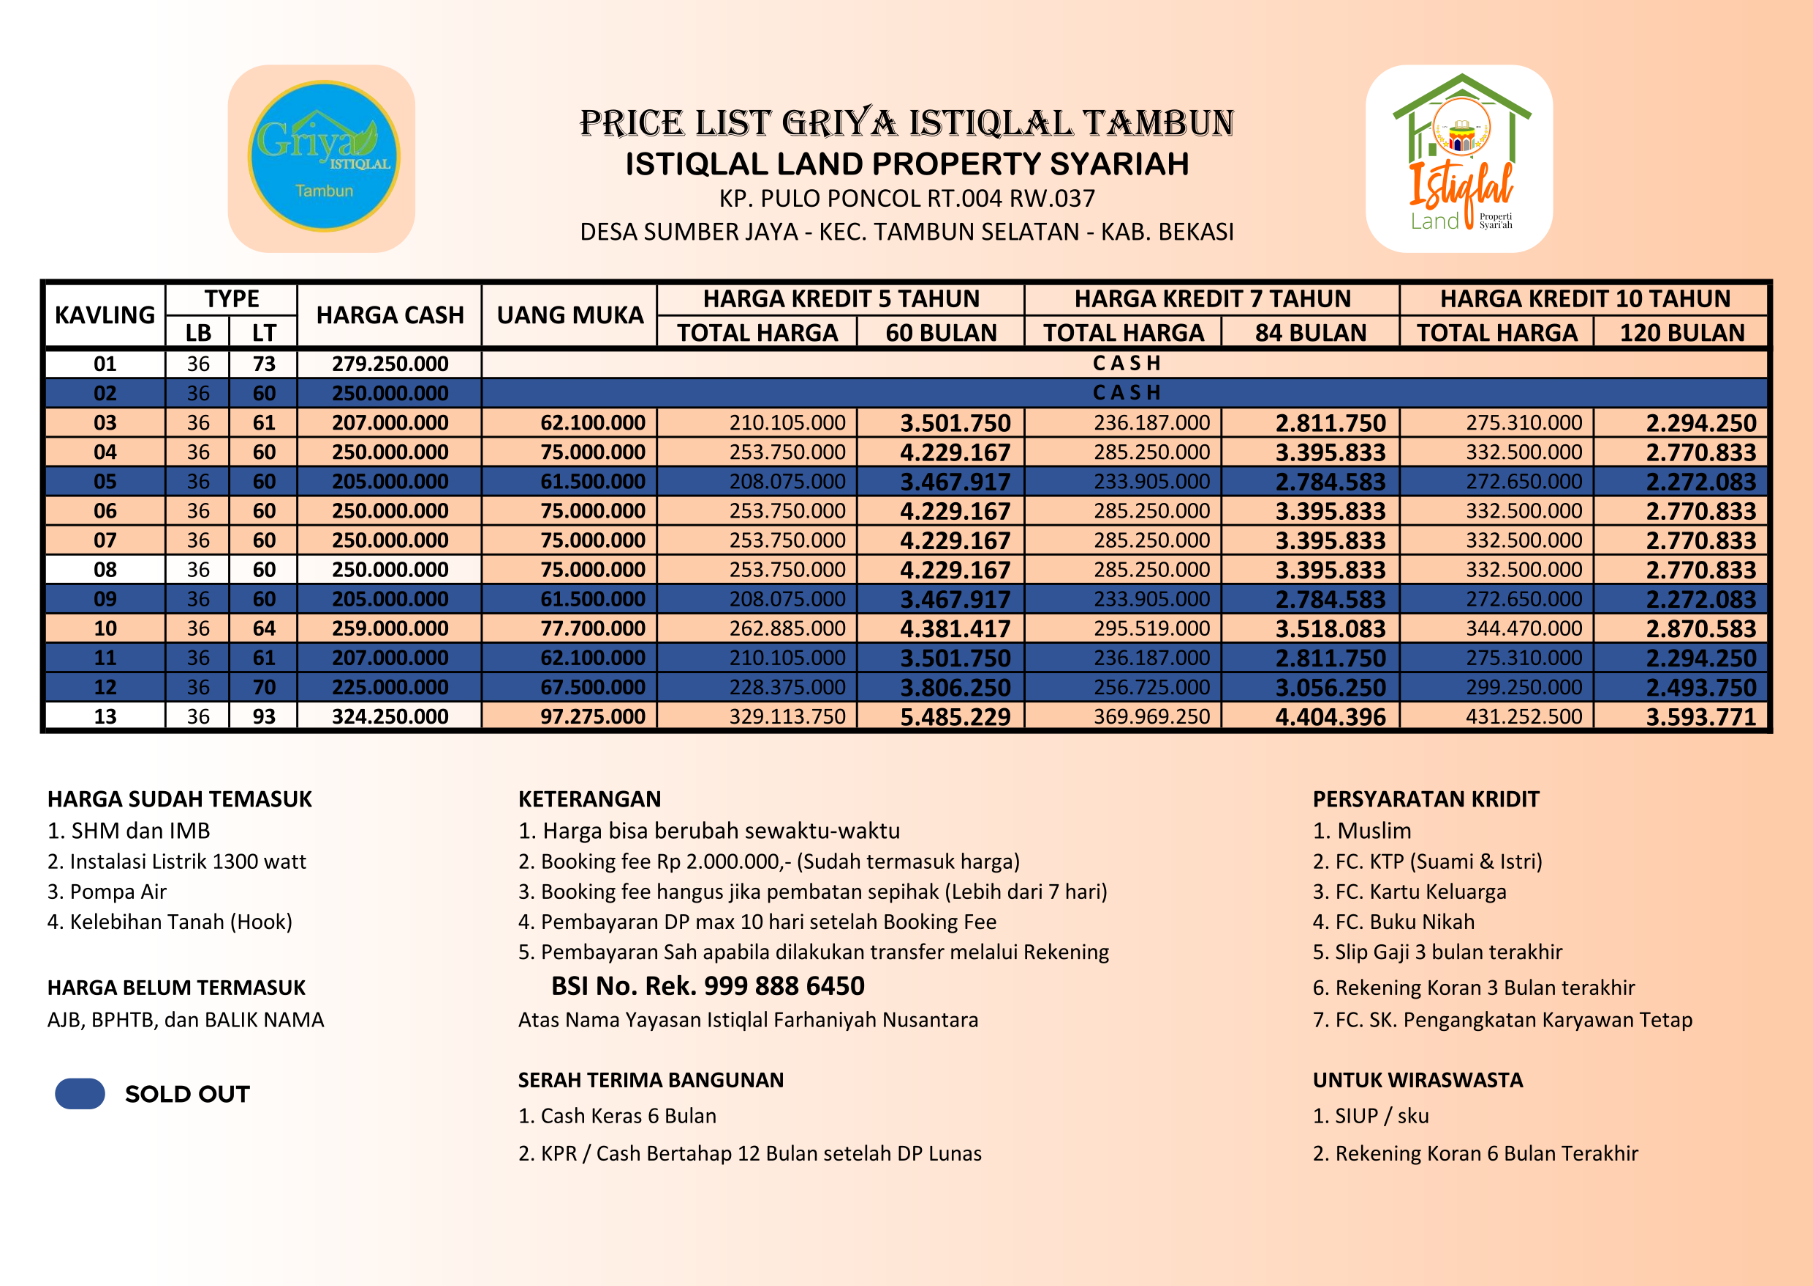 Griya
ISTIQLAL
Tambun
PRICE LIST GRIYA ISTIQLAL TAMBUN
ISTIQLAL LAND PROPERTY SYARIAH
KP. PULO PONCOL RT.004 RW.037
DESA SUMBER JAYA - KEC. TAMBUN SELATAN - KAB. BEKASI
Istiqlal
Land Properti Syari'ah
KAVLING TYPE HARGA CASH UANG MUKA HARGA KREDIT 5 TAHUN HARGA KREDIT 7 TAHUN HARGA KREDIT 10 TAHUN
LB LT TOTAL HARGA 60 BULAN TOTAL HARGA 84 BULAN TOTAL HARGA 120 BULAN
01 36 73 279.250.000 C A S H
02 36 60 250.000.000 C A S H
03 36 61 207.000.000 62.100.000 210.105.000 3.501.750 236.187.000 2.811.750 275.310.000 2.294.250
04 36 60 250.000.000 75.000.000 253.750.000 4.229.167 285.250.000 3.395.833 332.500.000 2.770.833
05 36 60 205.000.000 61.500.000 208.075.000 3.467.917 233.905.000 2.784.583 272.650.000 2.272.083
06 36 60 250.000.000 75.000.000 253.750.000 4.229.167 285.250.000 3.395.833 332.500.000 2.770.833
07 36 60 250.000.000 75.000.000 253.750.000 4.229.167 285.250.000 3.395.833 332.500.000 2.770.833
08 36 60 250.000.000 75.000.000 253.750.000 4.229.167 285.250.000 3.395.833 332.500.000 2.770.833
09 36 60 205.000.000 61.500.000 208.075.000 3.467.917 233.905.000 2.784.583 272.650.000 2.272.083
10 36 64 259.000.000 77.700.000 262.885.000 4.381.417 295.519.000 3.518.083 344.470.000 2.870.583
11 36 61 207.000.000 62.100.000 210.105.000 3.501.750 236.187.000 2.811.750 275.310.000 2.294.250
12 36 70 225.000.000 67.500.000 228.375.000 3.806.250 256.725.000 3.056.250 299.250.000 2.493.750
13 36 93 324.250.000 97.275.000 329.113.750 5.485.229 369.969.250 4.404.396 431.252.500 3.593.771
HARGA SUDAH TEMASUK
1. SHM dan IMB
2. Instalasi Listrik 1300 watt
3. Pompa Air
4. Kelebihan Tanah (Hook)
HARGA BELUM TERMASUK
AJB, BPHTB, dan BALIK NAMA
SOLD OUT
KETERANGAN
1. Harga bisa berubah sewaktu-waktu
2. Booking fee Rp 2.000.000,- (Sudah termasuk harga)
3. Booking fee hangus jika pembatan sepihak (Lebih dari 7 hari)
4. Pembayaran DP max 10 hari setelah Booking Fee
5. Pembayaran Sah apabila dilakukan transfer melalui Rekening
BSI No. Rek. 999 888 6450
Atas Nama Yayasan Istiqlal Farhaniyah Nusantara
SERAH TERIMA BANGUNAN
1. Cash Keras 6 Bulan
2. KPR / Cash Bertahap 12 Bulan setelah DP Lunas
PERSYARATAN KRIDIT
1. Muslim
2. FC. KTP (Suami & Istri)
3. FC. Kartu Keluarga
4. FC. Buku Nikah
5. Slip Gaji 3 bulan terakhir
6. Rekening Koran 3 Bulan terakhir
7. FC. SK. Pengangkatan Karyawan Tetap
UNTUK WIRASWASTA
1. SIUP / sku
2. Rekening Koran 6 Bulan Terakhir